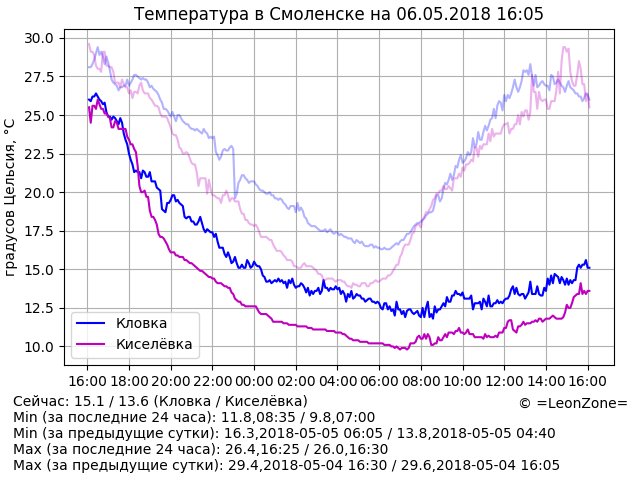 Температура в Смоленске на 06.05.2018 16:05
градусов Цельсия, °C
30.0
27.5
25.0
22.5
20.0
17.5
15.0
12.5
10.0
Кловка
Киселёвка
16:00 18:00 20:00 22:00 00:00 02:00 04:00 06:00 08:00 10:00 12:00 14:00 16:00
Сейчас: 15.1 / 13.6 (Кловка / Киселёвка)
© =LeonZone=
Min (за последние 24 часа): 11.8,08:35 / 9.8,07:00
Min (за предыдущие сутки): 16.3,2018-05-05 06:05 / 13.8,2018-05-05 04:40
Max (за последние 24 часа): 26.4,16:25 / 26.0,16:30
Max (за предыдущие сутки): 29.4,2018-05-04 16:30 / 29.6,2018-05-04 16:05